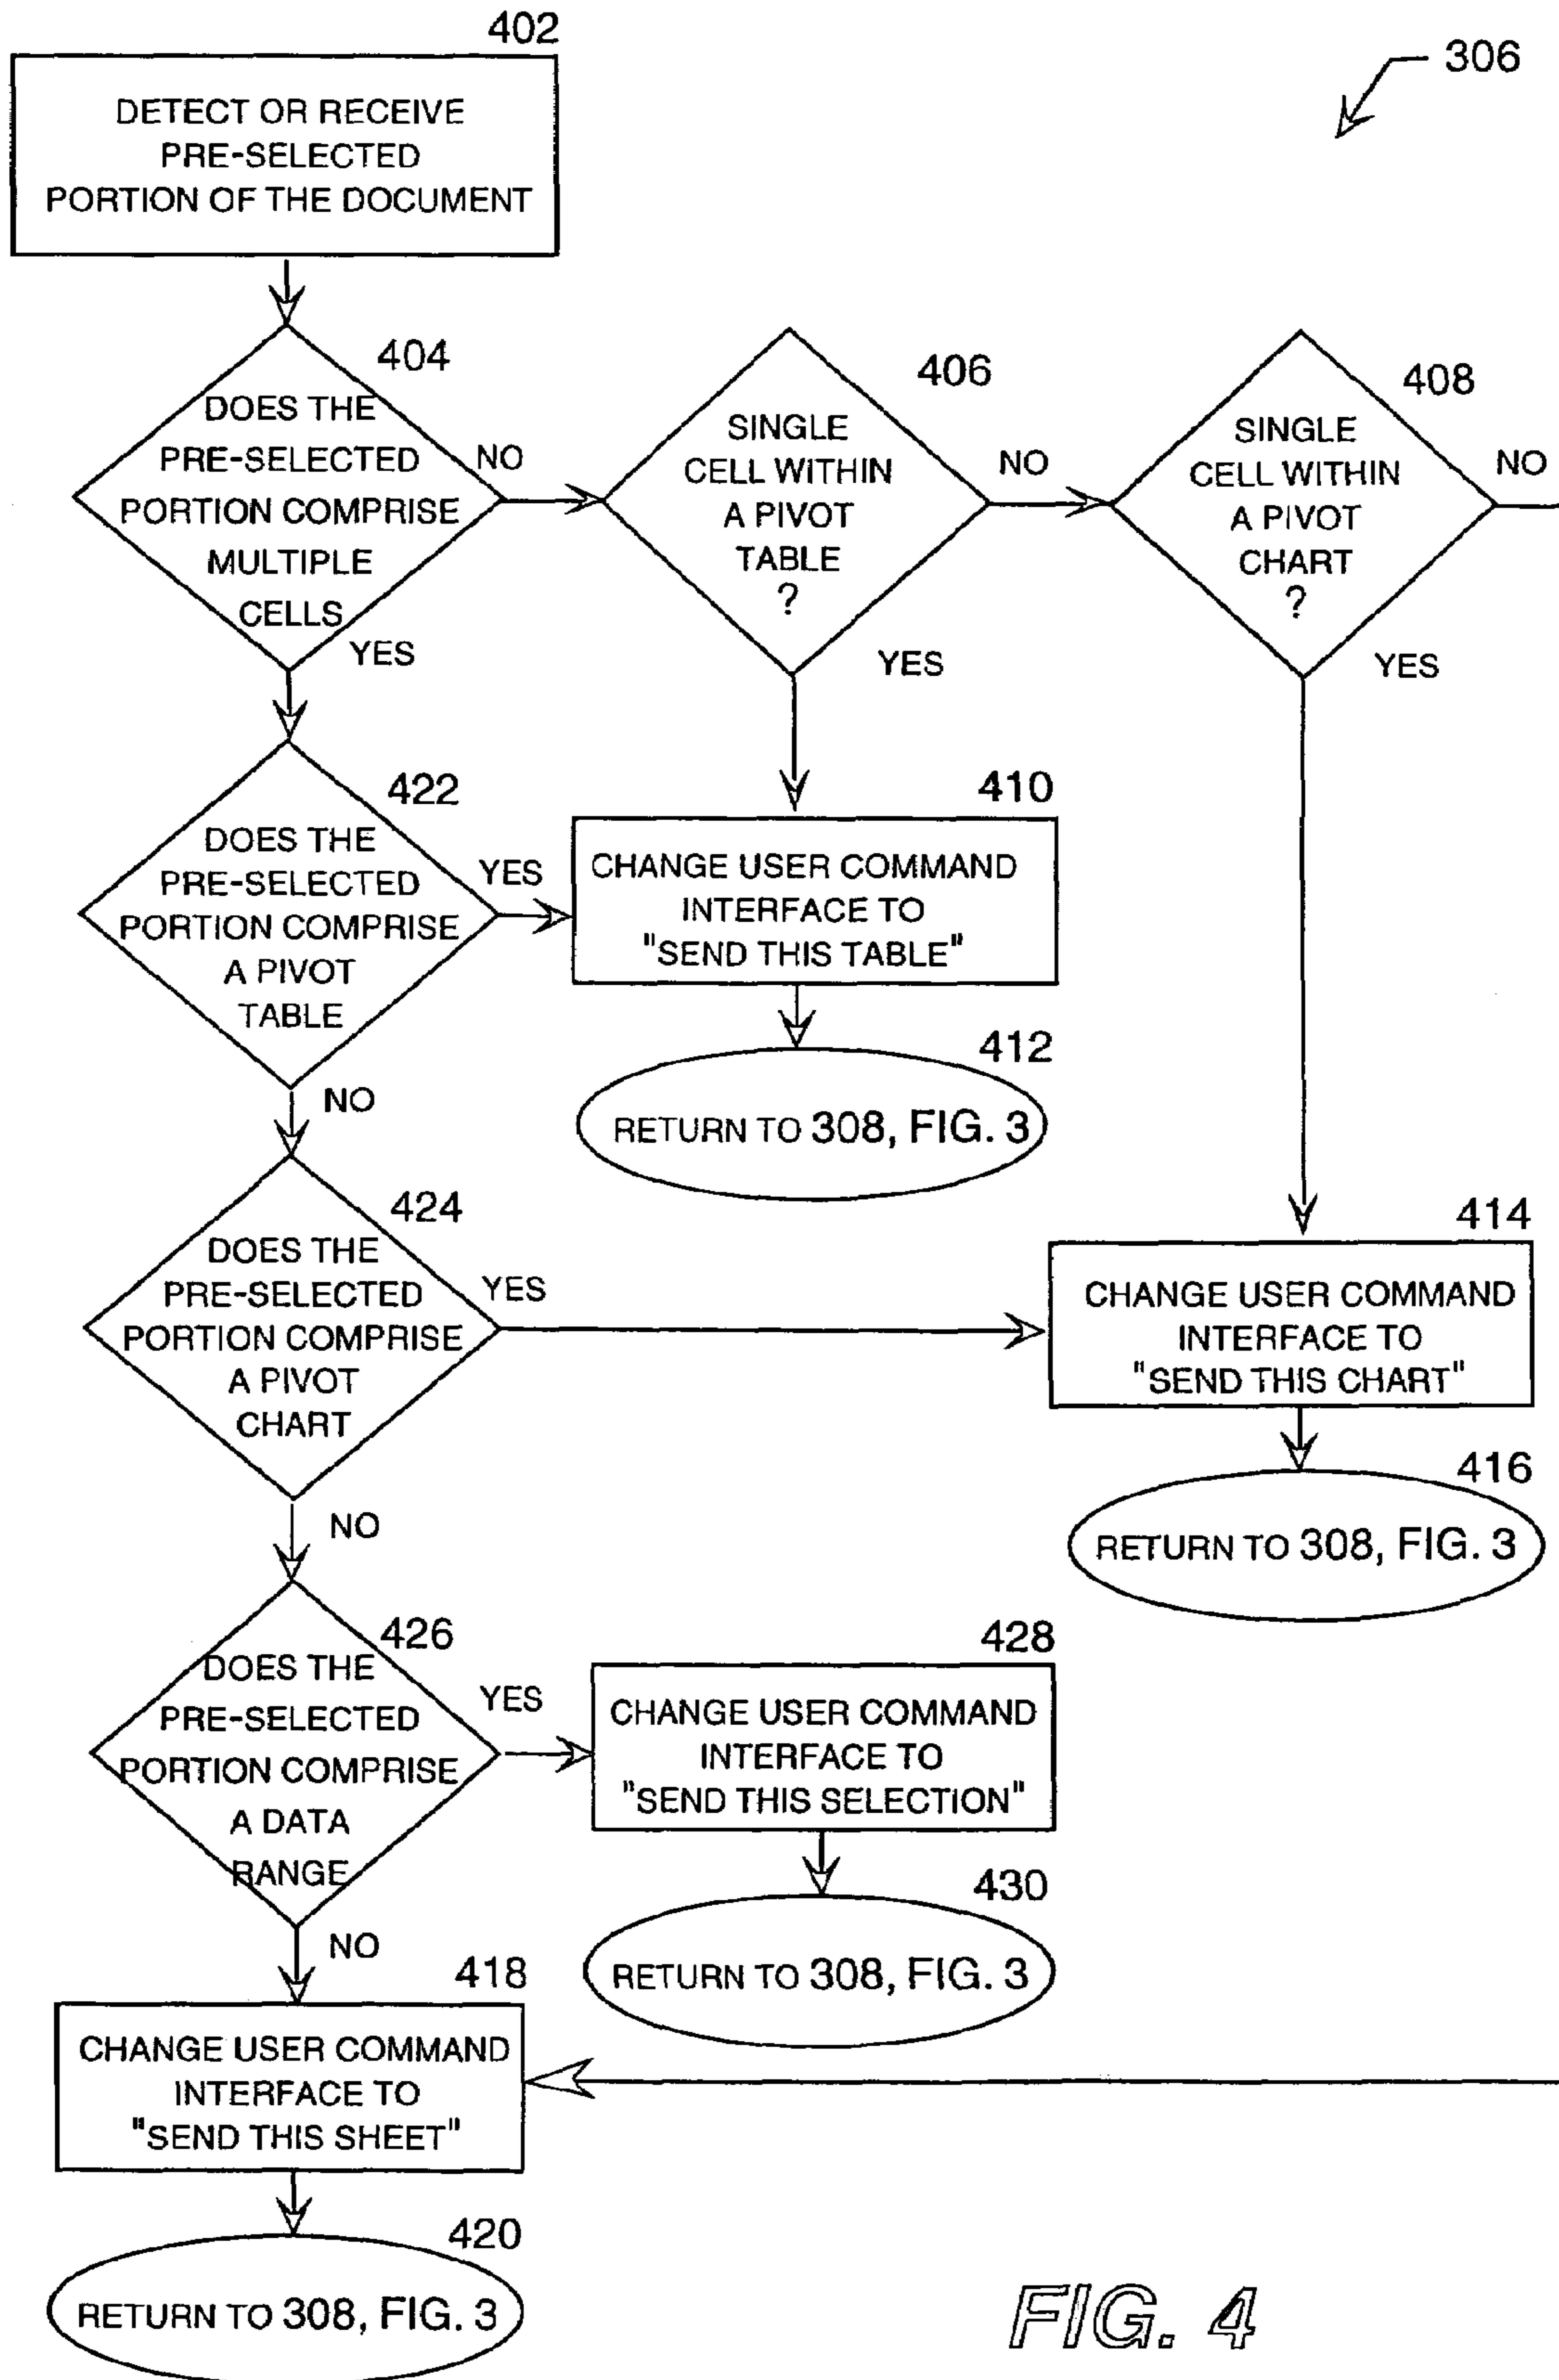 402
306
DETECT OR RECEIVE
PRE-SELECTED
PORTION OF THE DOCUMENT
404
DOES THE
PRE-SELECTED
PORTION COMPRISE
MULTIPLE
CELLS
NO
YES
406
SINGLE
CELL WITHIN
A PIVOT
TABLE
?
NO
YES
408
SINGLE
CELL WITHIN
A PIVOT
CHART
?
NO
YES
422
DOES THE
PRE-SELECTED
PORTION COMPRISE
A PIVOT
TABLE
YES
NO
410
CHANGE USER COMMAND
INTERFACE TO
"SEND THIS TABLE"
412
RETURN TO 308, FIG. 3
424
DOES THE
PRE-SELECTED
PORTION COMPRISE
A PIVOT
CHART
YES
NO
414
CHANGE USER COMMAND
INTERFACE TO
"SEND THIS CHART"
416
RETURN TO 308, FIG. 3
426
DOES THE
PRE-SELECTED
PORTION COMPRISE
A DATA
RANGE
YES
NO
428
CHANGE USER COMMAND
INTERFACE TO
"SEND THIS SELECTION"
430
RETURN TO 308, FIG. 3
418
CHANGE USER COMMAND
INTERFACE TO
"SEND THIS SHEET"
420
RETURN TO 308, FIG. 3
FIG. 4